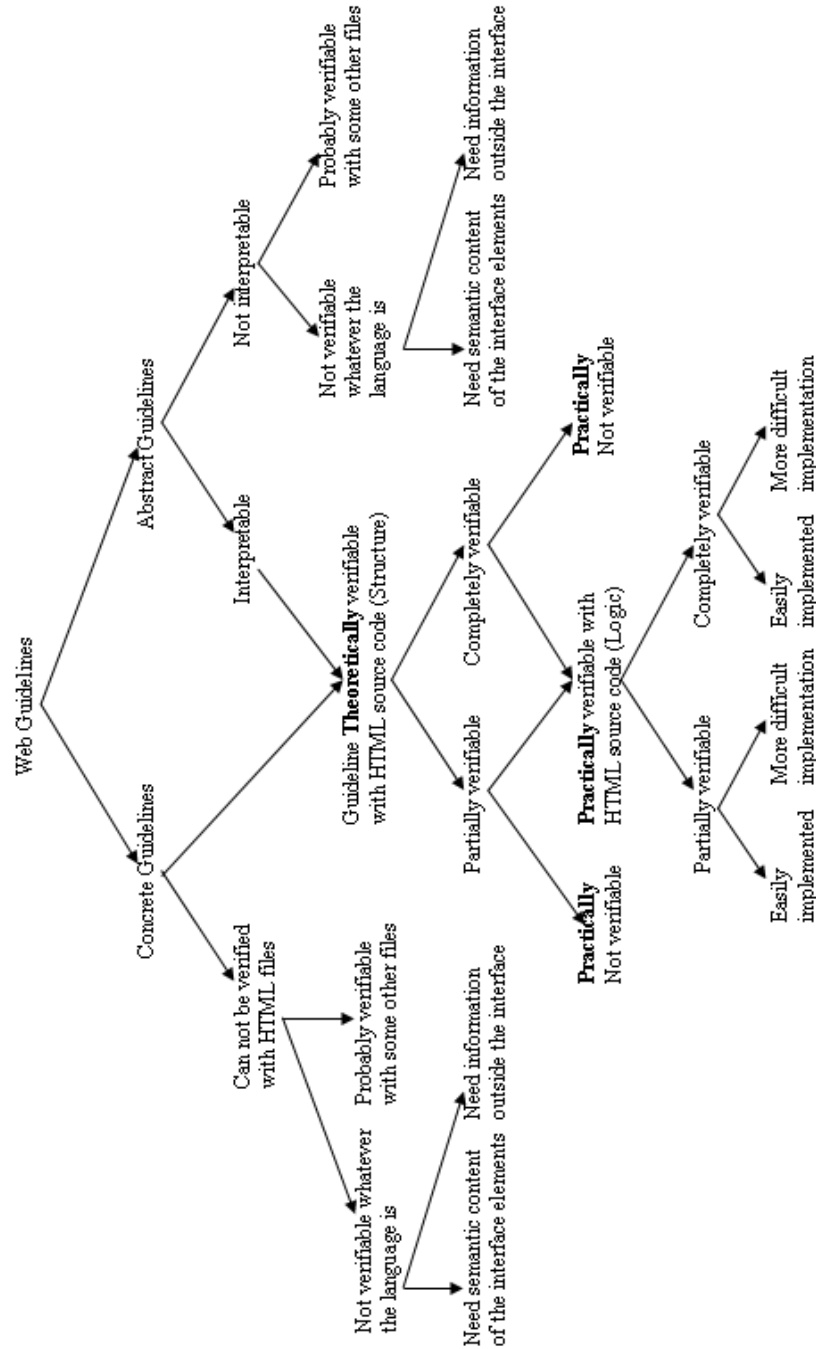 Web Guidelines
Concrete Guidelines
Abstract Guidelines
Can not be verified
with HTML files
Interpretable
Not interpretable
Not verifiable whatever
the language is
Probably verifiable
with some other files
Guideline Theoretically verifiable
with HTML source code (Structure)
Not verifiable
whatever the
language is
Probably verifiable
with some other files
Need semantic content
of the interface elements
Need information
outside the interface
Partially verifiable
Completely verifiable
Need semantic content
of the interface elements
Need information
outside the interface
Practically
Not verifiable
Practically verifiable with
HTML source code (Logic)
Practically
Not verifiable
Partially verifiable
Completely verifiable
Easily
implemented
More difficult
implementation
Easily
implemented
More difficult
implementation